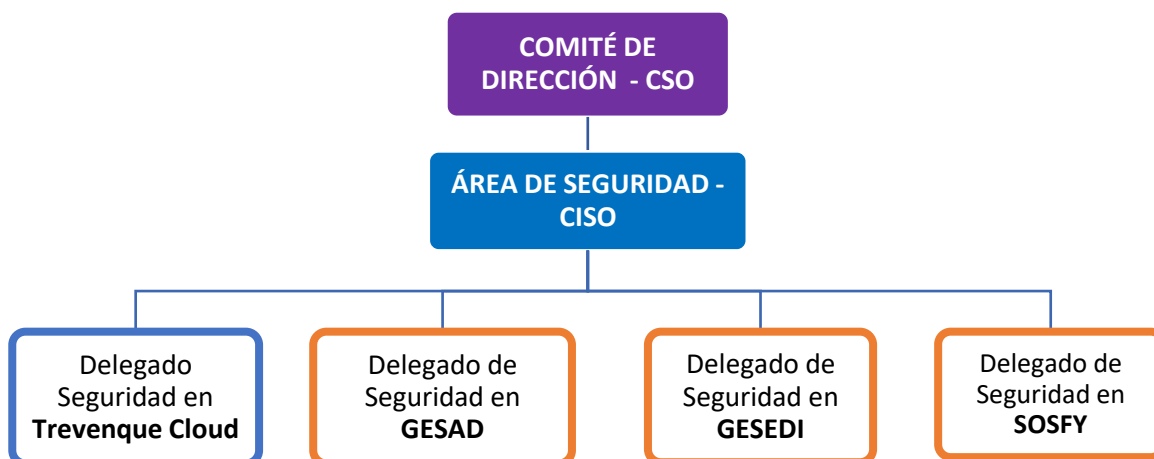 COMITÉ DE
DIRECCIÓN - CSO
ÁREA DE SEGURIDAD -
CISO
Delegado
Seguridad en
Trevenque Cloud
Delegado de
Seguridad en
GESAD
Delegado de
Seguridad en
GESEDI
Delegado de
Seguridad en
SOSFY